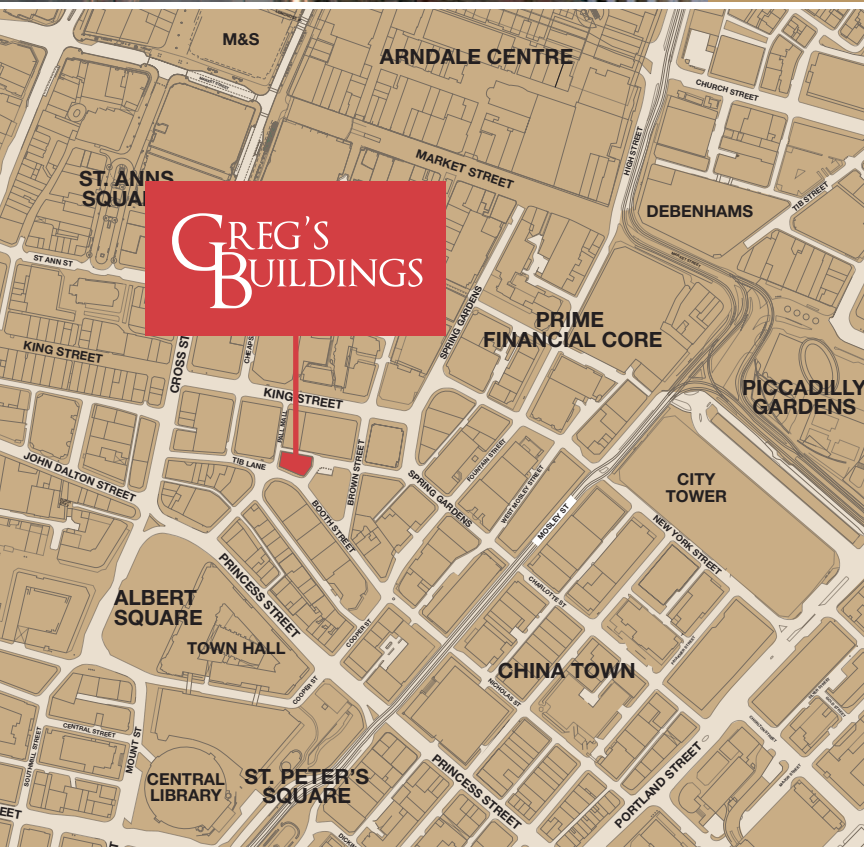 M&S
ARNDALE CENTRE
CHURCH STREET
MARKET STREET
HIGH STREET
ST. ANNS
DEBENHAMS
TIB STREET
GREG'S
BUILDINGS
ST ANN ST
SPRING GARDENS
PRIME
FINANCIAL CORE
KING STREET
CROSS ST
PICCADILLY
GARDENS
KING STREET
PALL MALL
TIB LANE
BROWN STREET
JOHN DALTON STREET
SPRING GARDENS
FOUNTAIN STREET
WEST MOSLEY STREET
CITY
TOWER
MOSLEY ST
BOOTH STREET
NEW YORK STREET
PRINCESS STREET
CHARLOTTE ST
ALBERT
SQUARE
COOPER ST
TOWN HALL
CHINA TOWN
COOPER ST
NICHOLAS ST
CENTRAL STREET
SOUTHMILL STREET
MOUNT ST
CENTRAL
LIBRARY
ST. PETER'S
SQUARE
PRINCESS STREET
PORTLAND STREET